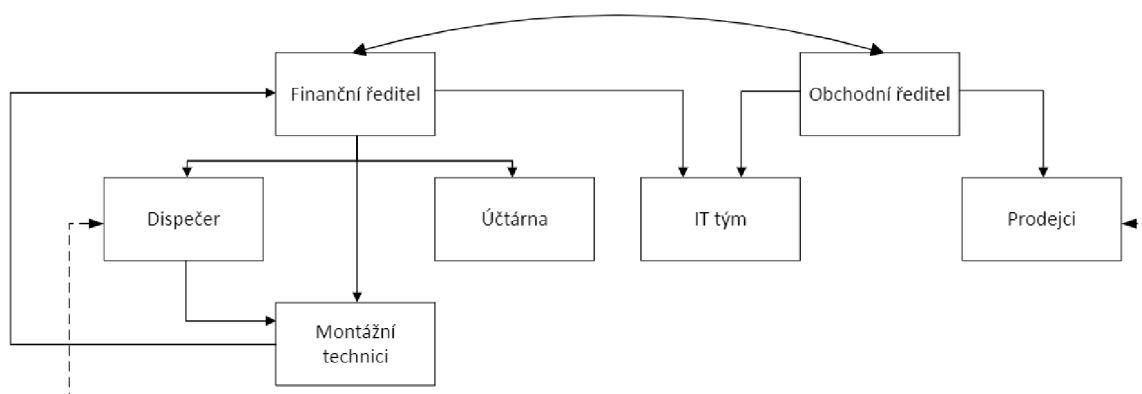 Finanční ředitel
Obchodní ředitel
Dispečer
Účtárna
IT tým
Prodejci
Montážní
technici